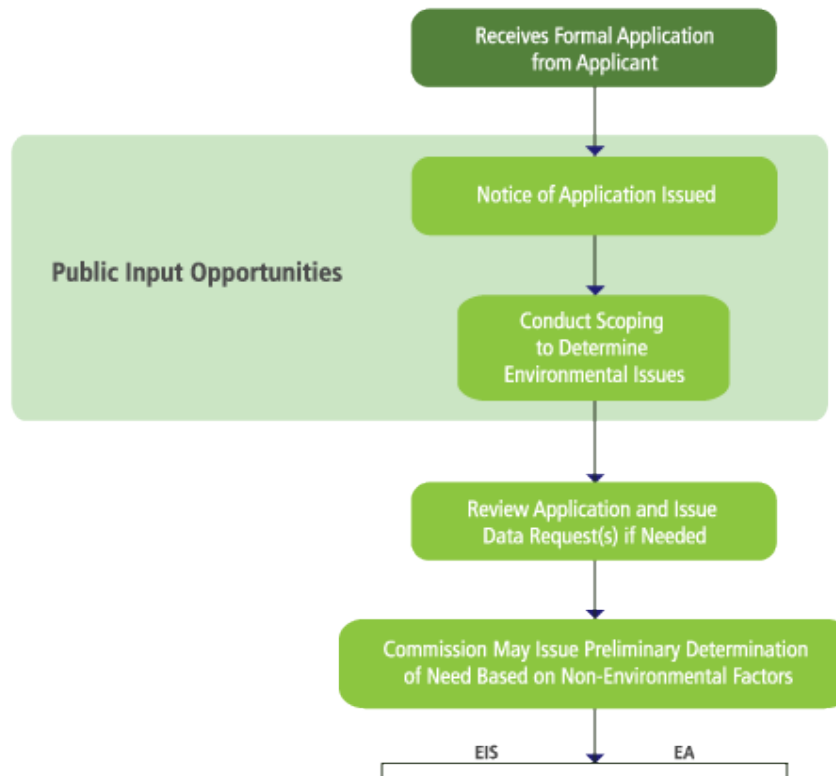 Receives Formal Application
from Applicant
Notice of Application Issued
Public Input Opportunities
Conduct Scoping
to Determine
Environmental Issues
Review Application and Issue
Data Request(s) if Needed
Commission May Issue Preliminary Determination
of Need Based on Non-Environmental Factors
EIS EA